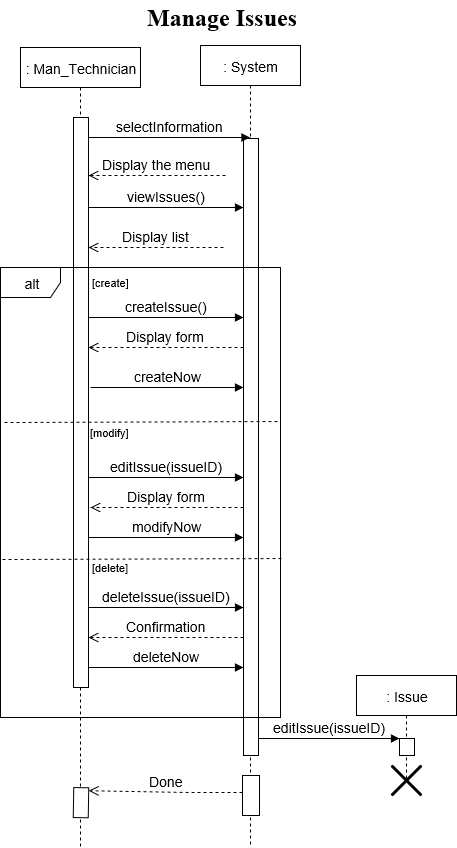 Manage Issues
: Man_Technician
: System
selectInformation
Display the menu
viewIssues()
Display list
alt
[create]
createIssue()
Display form
createNow
[modify]
editIssue(issueID)
Display form
modifyNow
[delete]
deleteIssue(issueID)
Confirmation
deleteNow
: Issue
editIssue(issueID)
Done